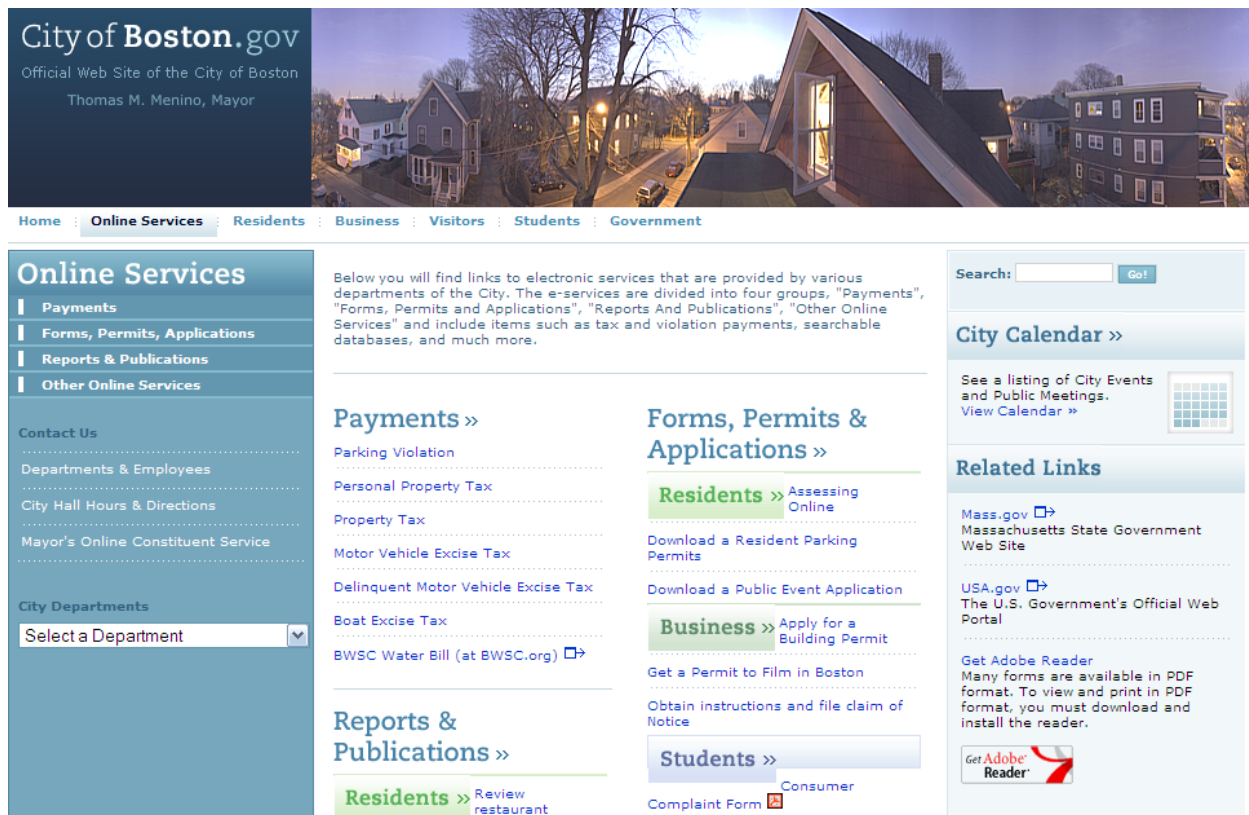 City of Boston.gov
Official Web Site of the City of Boston
Thomas M. Menino, Mayor
Home
Online Services
Residents
Business
Visitors
Students
Government
Online Services
Payments
Forms, Permits, Applications
Reports & Publications
Other Online Services
Contact Us
Departments & Employees
City Hall Hours & Directions
Mayor's Online Constituent Service
City Departments
Select a Department
Below you will find links to electronic services that are provided by various
departments of the City. The e-services are divided into four groups, "Payments",
"Forms, Permits and Applications", "Reports And Publications", "Other Online
Services" and include items such as tax and violation payments, searchable
databases, and much more.
Payments »
Parking Violation
Personal Property Tax
Property Tax
Motor Vehicle Excise Tax
Delinquent Motor Vehicle Excise Tax
Boat Excise Tax
BWSC Water Bill (at BWSC.org)
Reports &
Publications »
Residents » Review
restaurant
Forms, Permits &
Applications »
Residents » Assessing
Online
Download a Resident Parking
Permits
Download a Public Event Application
Business » Apply for a
Building Permit
Get a Permit to Film in Boston
Obtain instructions and file claim of
Notice
Students »
Consumer
Complaint Form
Search:
Go!
City Calendar »
See a listing of City Events
and Public Meetings.
View Calendar »
Related Links
Mass.gov
Massachusetts State Government
Web Site
USA.gov
The U.S. Government's Official Web
Portal
Get Adobe Reader
Many forms are available in PDF
format. To view and print in PDF
format, you must download and
install the reader.
Get Adobe
Reader